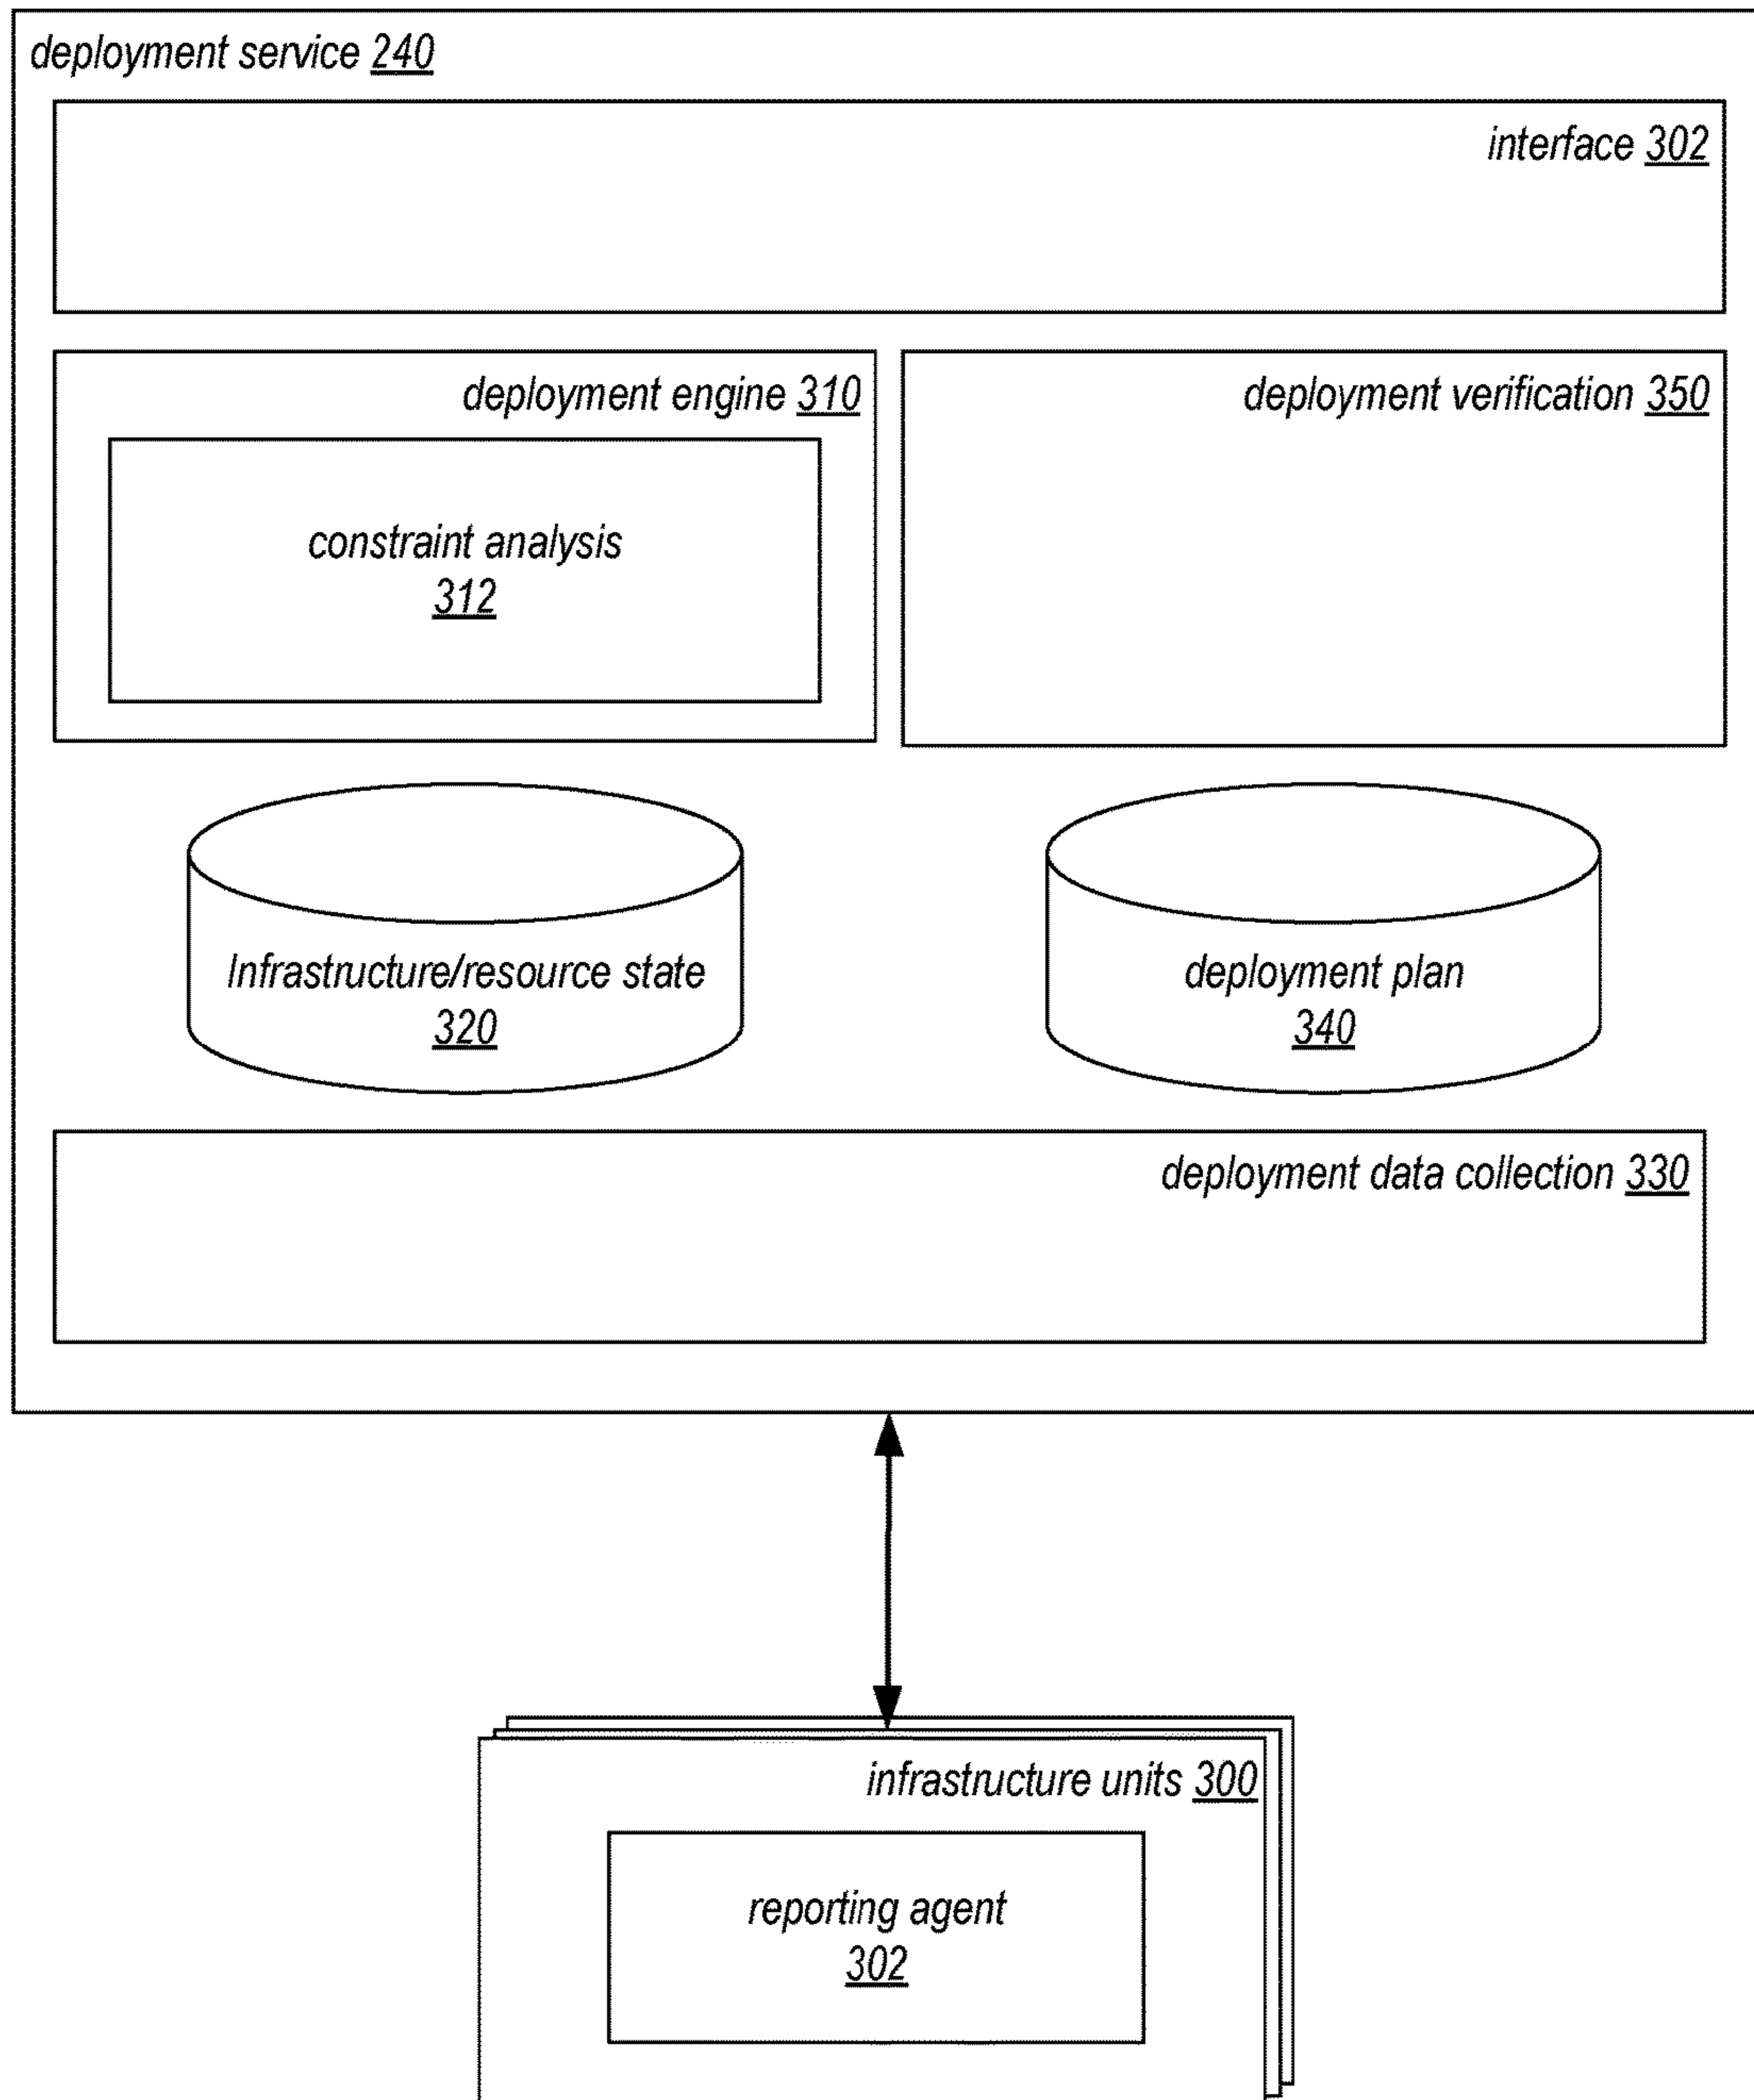 deployment service 240
interface 302
deployment engine 310
deployment verification 350
constraint analysis
312
Infrastructure/resource state
320
deployment plan
340
deployment data collection 330
infrastructure units 300
reporting agent
302